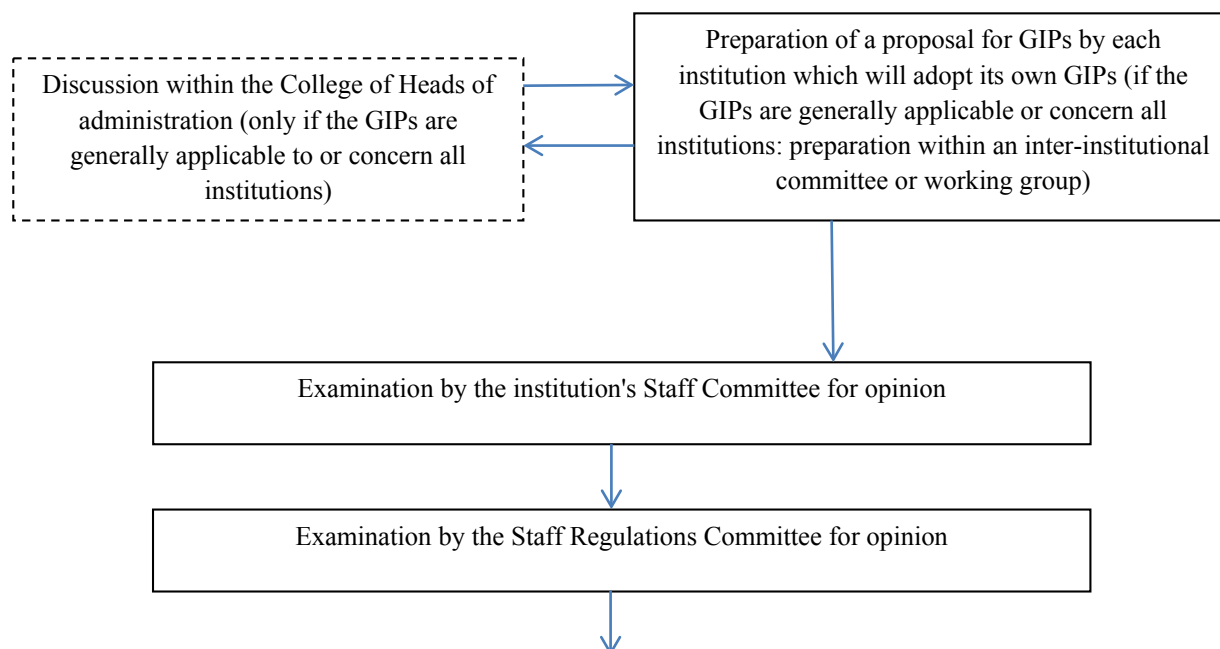 Discussion within the College of Heads of
administration (only if the GIPs are
generally applicable to or concern all
institutions)
Preparation of a proposal for GIPs by each
institution which will adopt its own GIPs (if the
GIPs are generally applicable or concern all
institutions: preparation within an inter-institutional
committee or working group)
Examination by the institution's Staff Committee for opinion
Examination by the Staff Regulations Committee for opinion